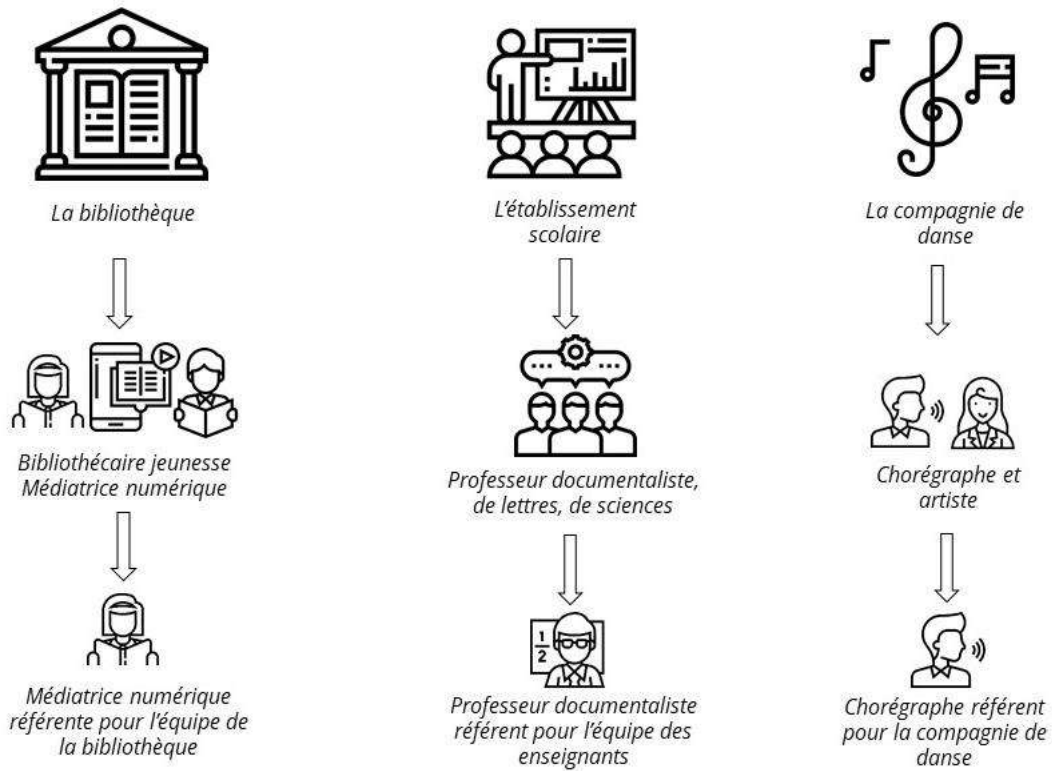 La bibliothèque
L'établissement
scolaire
La compagnie de
danse
Bibliothécaire jeunesse
Médiatrice numérique
Professeur documentaliste,
de lettres, de sciences
Chorégraphe et
artiste
1
2
Médiatrice numérique
référente pour l'équipe de
la bibliothèque
Professeur documentaliste
référent pour l'équipe des
enseignants
Chorégraphe référent
pour la compagnie de
danse